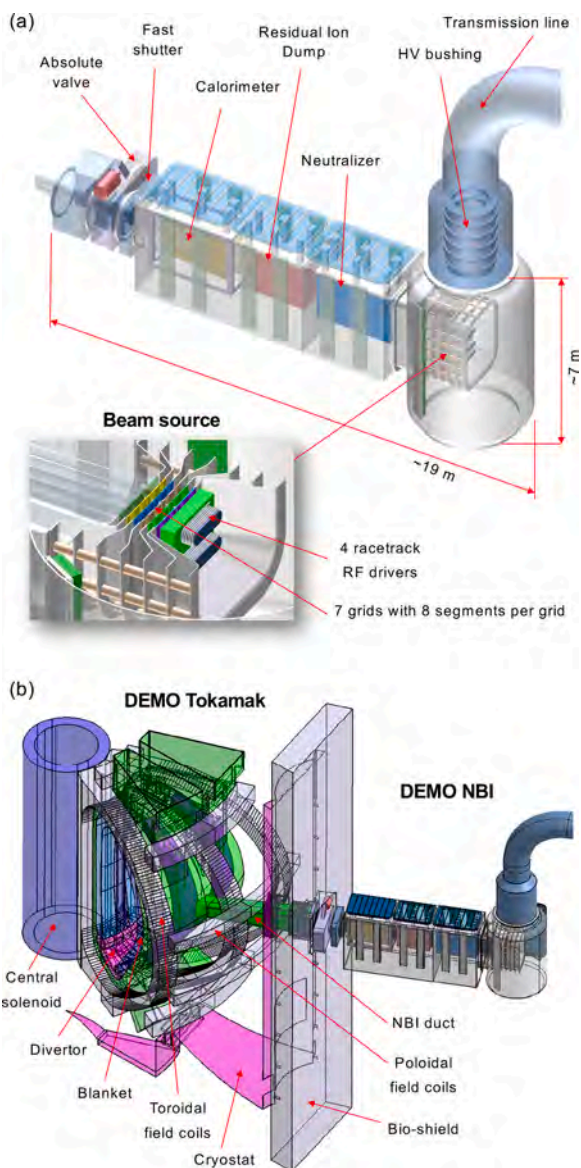 (a)
Transmission line
Fast
shutter
Residual Ion
Dump
HV bushing
Absolute
valve
Calorimeter
Neutralizer
~7 m
~19 m
Beam source
4 racetrack
RF drivers
7 grids with 8 segments per grid
(b)
DEMO Tokamak
DEMO NBI
Central
solenoid
NBI duct
Divertor
Poloidal
field coils
Blanket
Toroidal
field coils
Bio-shield
Cryostat